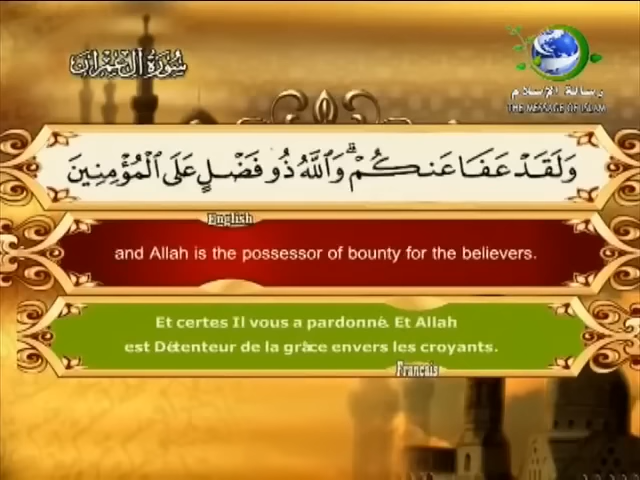 سورة آل عمران
رسالة الإسلام
THE MESSAGE OF ISLAM
وَلَقَدْ عَفَا عَنكُمْ ۗ وَاللَّهُ ذُو فَضْلٍ عَلَى الْمُؤْمِنِينَ
English
and Allah is the possessor of bounty for the believers.
Et certes Il vous a pardonné. Et Allah
est Détenteur de la grâce envers les croyants.
Français